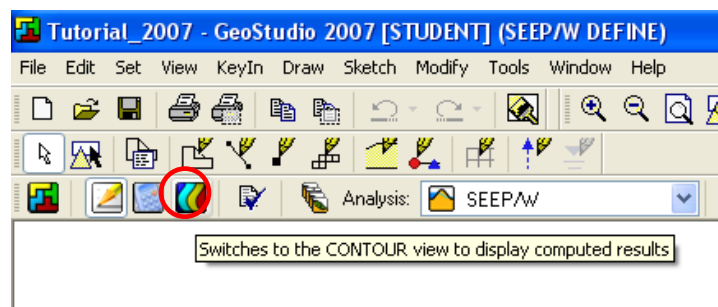 Tutorial_2007 - GeoStudio 2007 [STUDENT] (SEEP/W DEFINE)
File Edit Set View KeyIn Draw Sketch Modify Tools Window Help
Analysis: SEEP/W
Switches to the CONTOUR view to display computed results